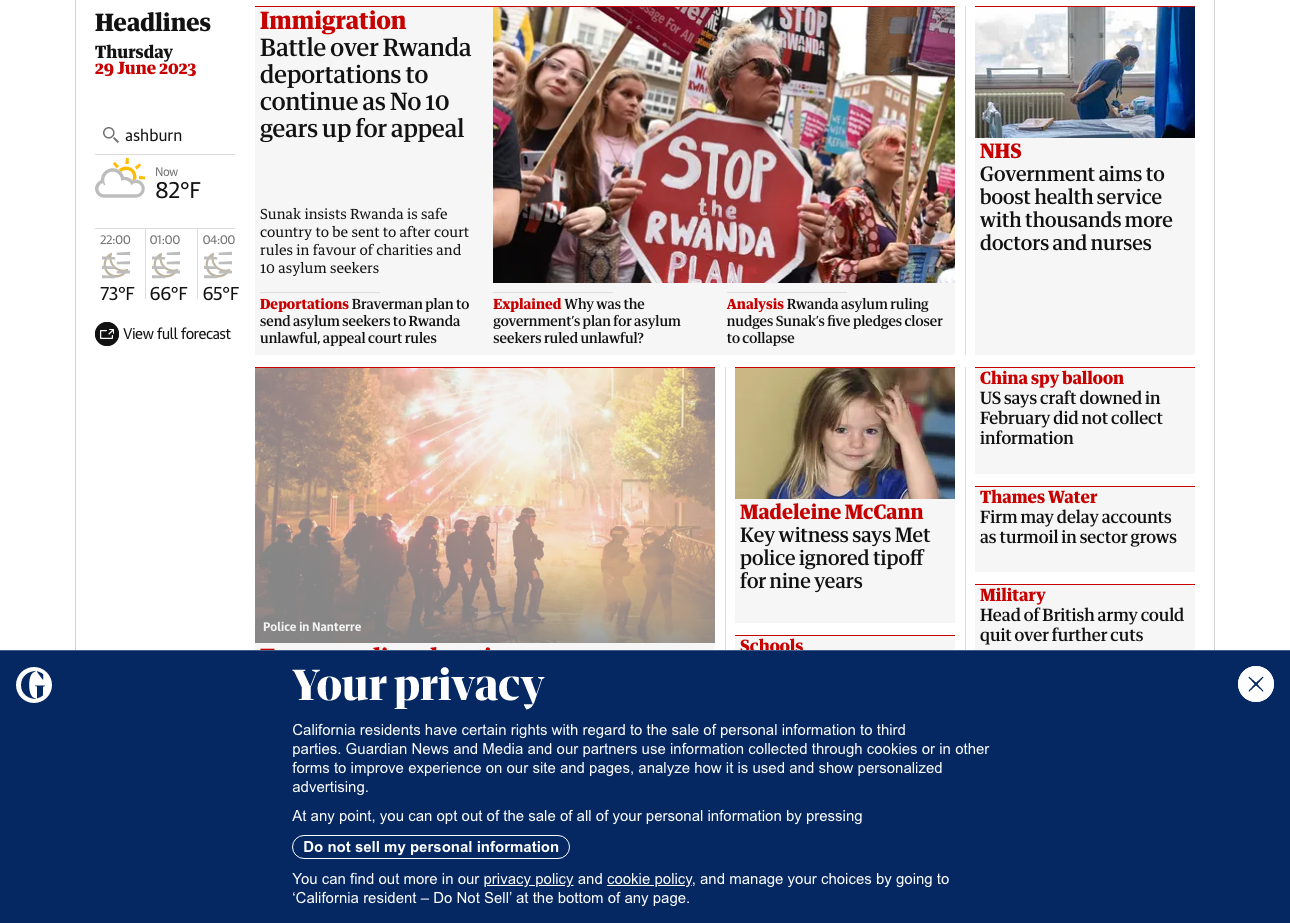 Headlines
Thursday
29 June 2023
ashburn
Now
82°F
22:00
01:00
04:00
73°F
66°F
65°F
View full forecast
Immigration
Battle over Rwanda
deportations to
continue as No 10
gears up for appeal
Sunak insists Rwanda is safe
country to be sent to after court
rules in favour of charities and
10 asylum seekers
STOP
RWANDA
STOP
the
RWANDA
PLAN
Deportations Braverman plan to
send asylum seekers to Rwanda
unlawful, appeal court rules
Explained Why was the
government’s plan for asylum
seekers ruled unlawful?
Analysis Rwanda asylum ruling
nudges Sunak’s five pledges closer
to collapse
NHS
Government aims to
boost health service
with thousands more
doctors and nurses
Police in Nanterre
Madeleine McCann
Key witness says Met
police ignored tipoff
for nine years
Schools
China spy balloon
US says craft downed in
February did not collect
information
Thames Water
Firm may delay accounts
as turmoil in sector grows
Military
Head of British army could
quit over further cuts
Your privacy
California residents have certain rights with regard to the sale of personal information to third
parties. Guardian News and Media and our partners use information collected through cookies or in other
forms to improve experience on our site and pages, analyze how it is used and show personalized
advertising.
At any point, you can opt out of the sale of all of your personal information by pressing
Do not sell my personal information
You can find out more in our privacy policy and cookie policy, and manage your choices by going to
‘California resident – Do Not Sell’ at the bottom of any page.